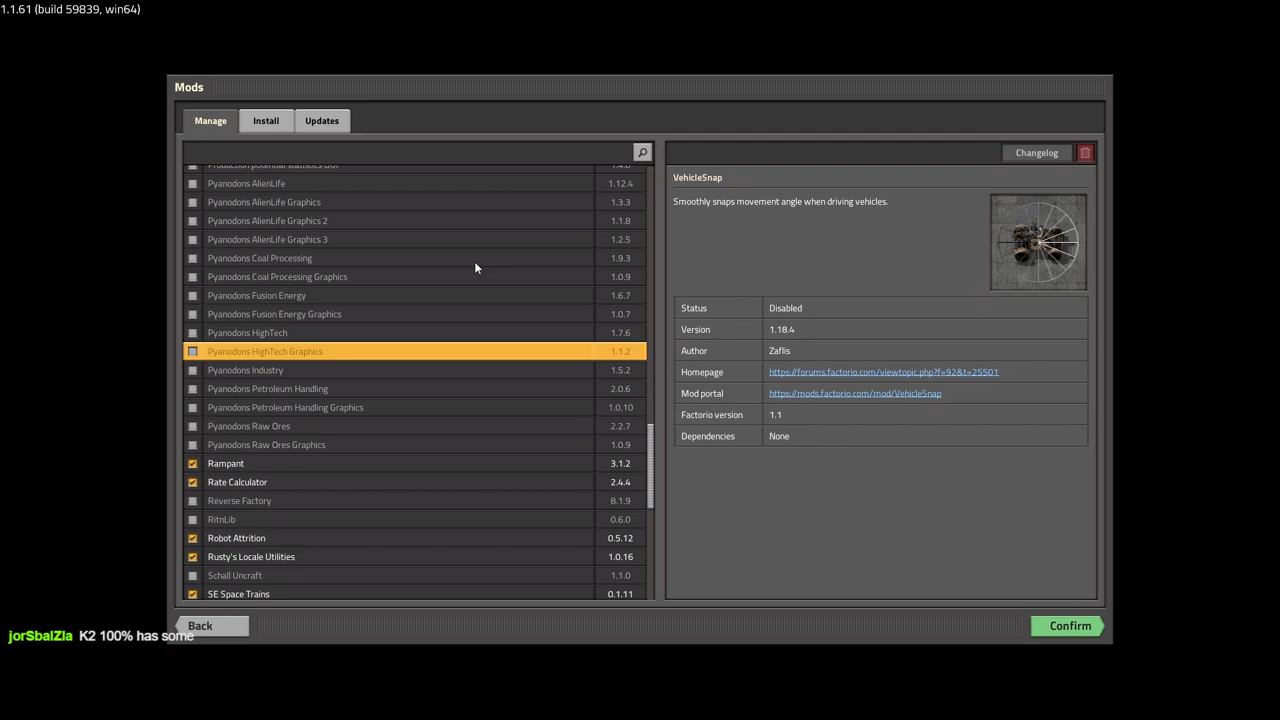 1.1.61 (build 59839, win64)
Mods
Manage Install Updates
Changelog
Production potential statistics GUI 1.4.0
Pyanodons AlienLife 1.12.4
Pyanodons AlienLife Graphics 1.3.3
Pyanodons AlienLife Graphics 2 1.1.8
Pyanodons AlienLife Graphics 3 1.2.5
Pyanodons Coal Processing 1.9.3
Pyanodons Coal Processing Graphics 1.0.9
Pyanodons Fusion Energy 1.6.7
Pyanodons Fusion Energy Graphics 1.0.7
Pyanodons HighTech 1.7.6
Pyanodons HighTech Graphics 1.1.2
Pyanodons Industry 1.5.2
Pyanodons Petroleum Handling 2.0.6
Pyanodons Petroleum Handling Graphics 1.0.10
Pyanodons Raw Ores 2.2.7
Pyanodons Raw Ores Graphics 1.0.9
Rampant 3.1.2
Rate Calculator 2.4.4
Reverse Factory 8.1.9
RitnLib 0.6.0
Robot Attrition 0.5.12
Rusty's Locale Utilities 1.0.16
Schall Uncraft 1.1.0
SE Space Trains 0.1.11
VehicleSnap
Smoothly snaps movement angle when driving vehicles.
Status Disabled
Version 1.18.4
Author Zaflis
Homepage https://forums.factorio.com/viewtopic.php?f=92&t=25501
Mod portal https://mods.factorio.com/mod/VehicleSnap
Factorio version 1.1
Dependencies None
Back
Confirm
jorSbalZla K2 100% has some